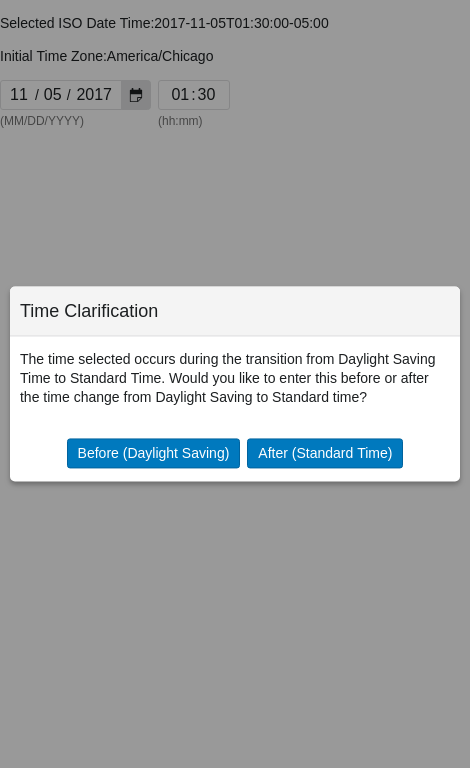 Selected ISO Date Time:2017-11-05T01:30:00-05:00
Initial Time Zone:America/Chicago
11 / 05 / 2017 01:30
(MM/DD/YYYY) (hh:mm)
Time Clarification
The time selected occurs during the transition from Daylight Saving
Time to Standard Time. Would you like to enter this before or after
the time change from Daylight Saving to Standard time?
Before (Daylight Saving) After (Standard Time)